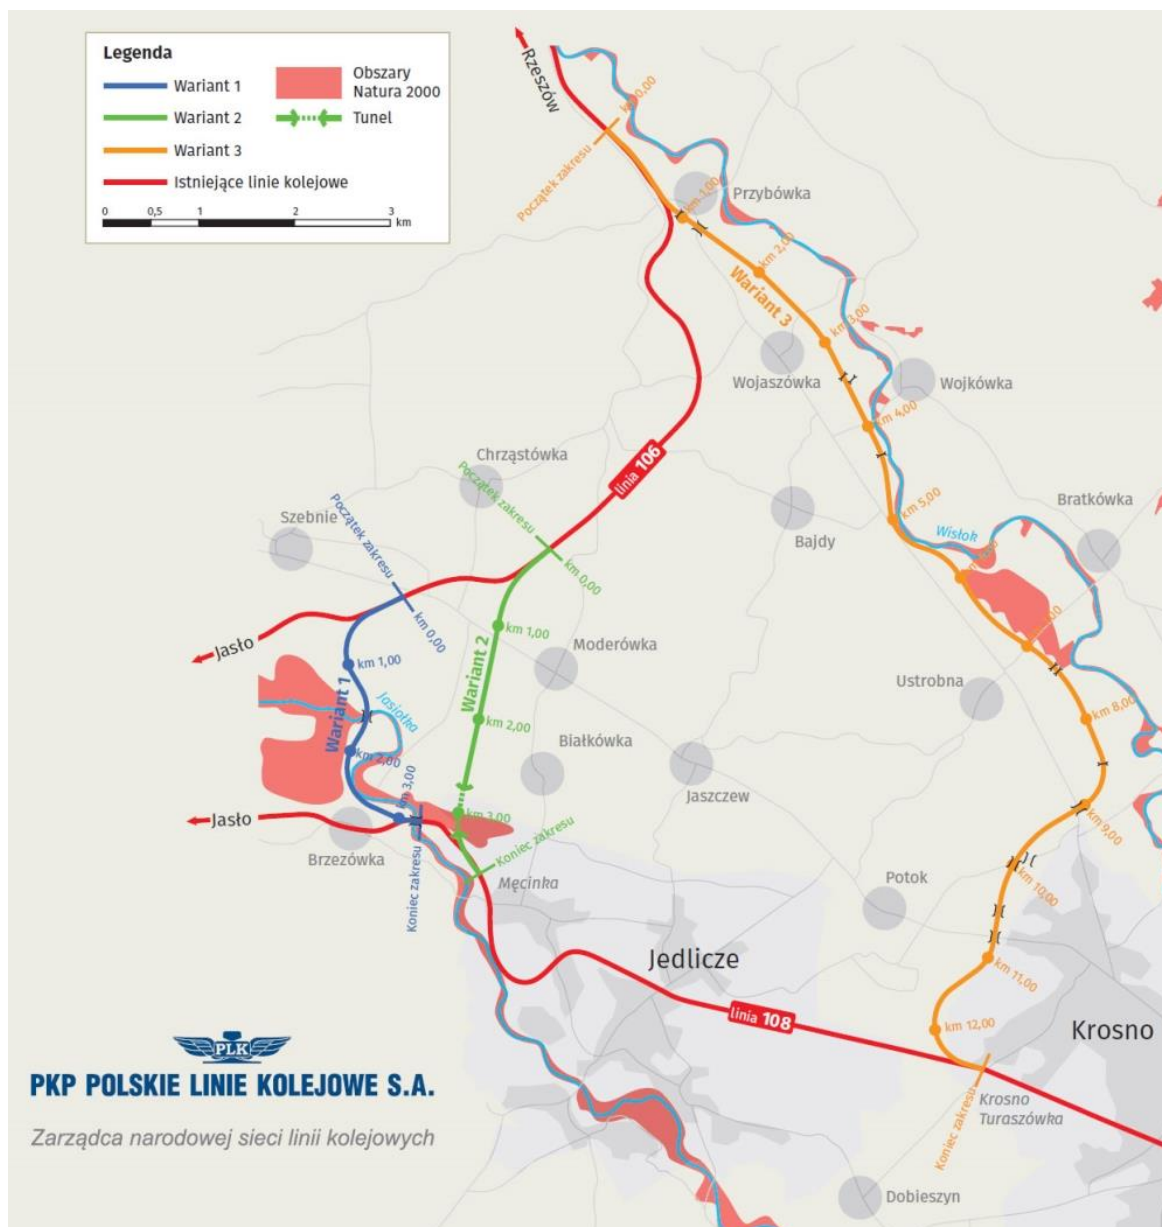 Legenda
Wariant 1
Wariant 2
Wariant 3
Istniejące linie kolejowe
Obszary
Natura 2000
Tunel
0 0,5 1 2 3
km
Rzeszów
km 0,00
Początek zakresu
km 1,00
Przybówka
km 2,00
Wariant 3
km 3,00
Wojaszówka
Wojkówka
km 4,00
linia 106
Chrząstówka
Początek zakresu
km 5,00
Bratkówka
Szebnie
Początek zakresu
Bajdy
Wisłok
km 0,00
km 0,00
km 1,00
Moderówka
Jasło
km 1,00
Wariant 2
Ustrobna
Jasiołka
Wariant 1
km 2,00
km 8,00
Białkówka
km 2,00
Jaszczew
km 3,00
km 3,00
Jasło
km 9,00
Brzezówka
Koniec zakresu
Koniec zakresu
Męcinka
Potok
km 10,00
Jedlicze
km 11,00
linia 108
km 12,00
Krosno
PLK
PKP POLSKIE LINIE KOLEJOWE S.A.
Zarządca narodowej sieci linii kolejowych
Krosno
Turaszówka
Koniec zakresu
Dobieszyn